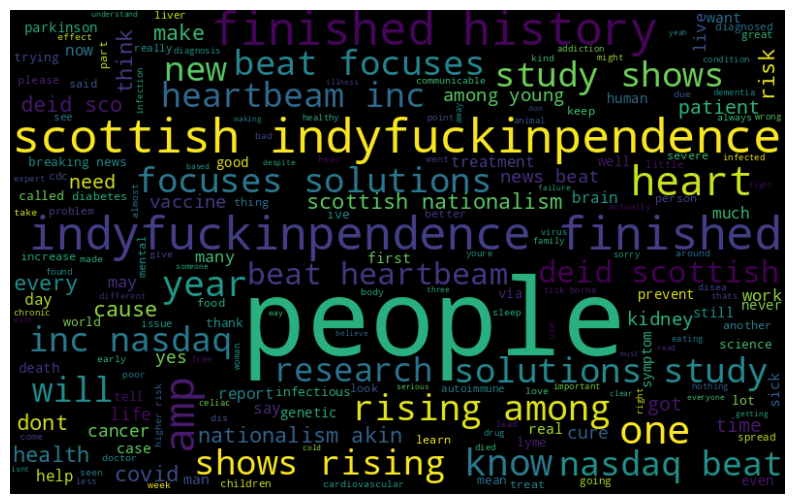 understand
parkinson
effect
liver
finished history
want
diagnosed
yeah
live
great
part
make
think
really
diagnosis
kind
addiction
might
condition
trying
now
new
beat focuses
study shows
risk
please
said
infection
communicable
away
due
dementia
deid sco
heartbeam inc
among young
human
patient
see
illness
don
animal
keep
always
wrong
scottish indyfuckinpendence
making
healthy
point
bad
breaking news
based
despite
hear
went
well
little
severe
infected
expert
cdc
need
good
treatment
heart
called
diabetes
focuses solutions
news beat
brain
failure
actually
fight
take
problem
almost
vaccine
thing
scottish nationalism
person
much
ive
better
virus
family
indyfuckinpendence finished
increase
made
mental
give
many
first
youre
sorry
around
found
someone
beat heartbeam
deid scottish
every
may
year
different
via
tick borne
disea
thats
day
cause
food
body
three
prevent
work
chronic
people
never
wife
world
issue
thank
way
sleep
use
kidney
still
another
inc nasdaq
yes
free
woman
believe
must
read
symptom
science
early
eating
death
poor
research
solutions study
nothing
sick
will
tell
amp
report
infectious
look
serious
autoimmune
love
important
clear
everyone
getting
life
higher risk
celiac
say
genetic
rising among
right
got
lot
time
dont
cancer
dis
drug
lead
real
one
come
case
nationalism akin
learn
died
lyme
cure
spread
isnt
doctor
cold
health
shows rising
know
nasdaq beat
help
seen
less
covid
week
man
children
cardiovascular
mean
treat
going
even